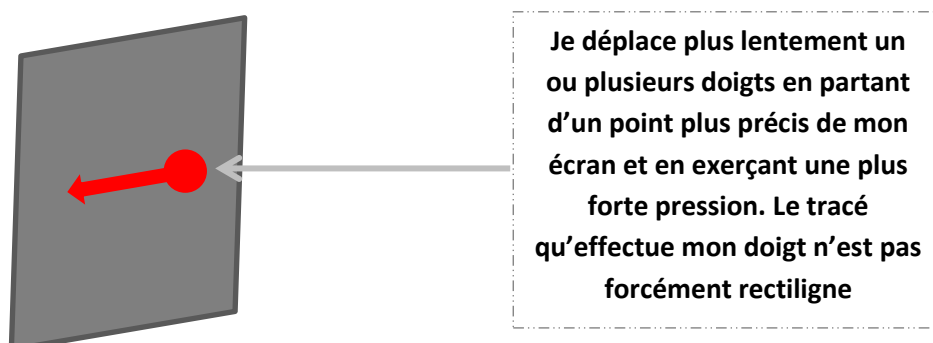 Je déplace plus lentement un
ou plusieurs doigts en partant
d’un point plus précis de mon
écran et en exerçant une plus
forte pression. Le tracé
qu’effectue mon doigt n’est pas
forcément rectiligne